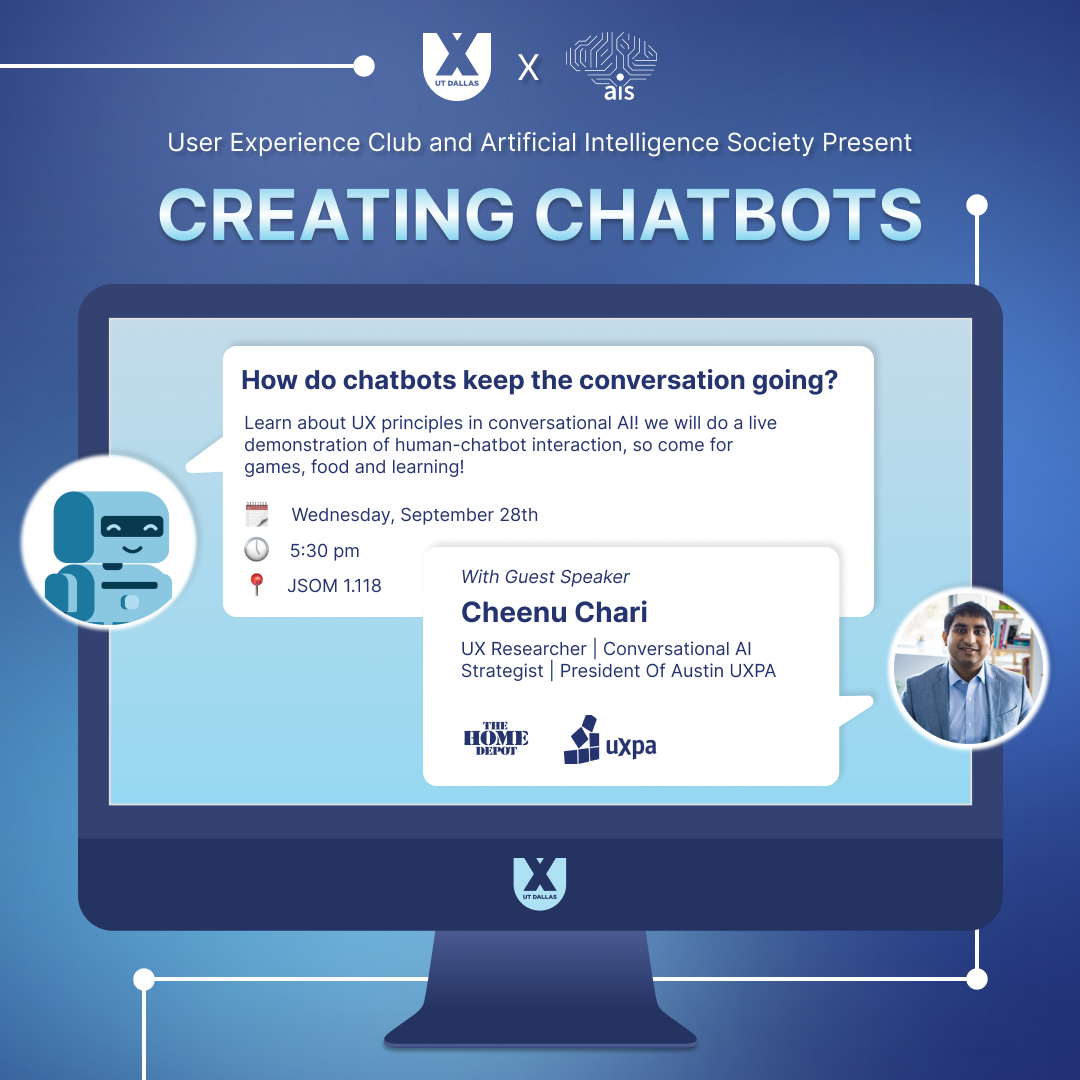 UT DALLAS
X
ais
User Experience Club and Artificial Intelligence Society Present
CREATING CHATBOTS
How do chatbots keep the conversation going?
Learn about UX principles in conversational AI! we will do a live
demonstration of human-chatbot interaction, so come for
games, food and learning!
Wednesday, September 28th
5:30 pm
JSOM 1.118
With Guest Speaker
Cheenu Chari
UX Researcher | Conversational AI
Strategist | President Of Austin UXPA
THE
HOME
DEPOT
uxpa
UT DALLAS